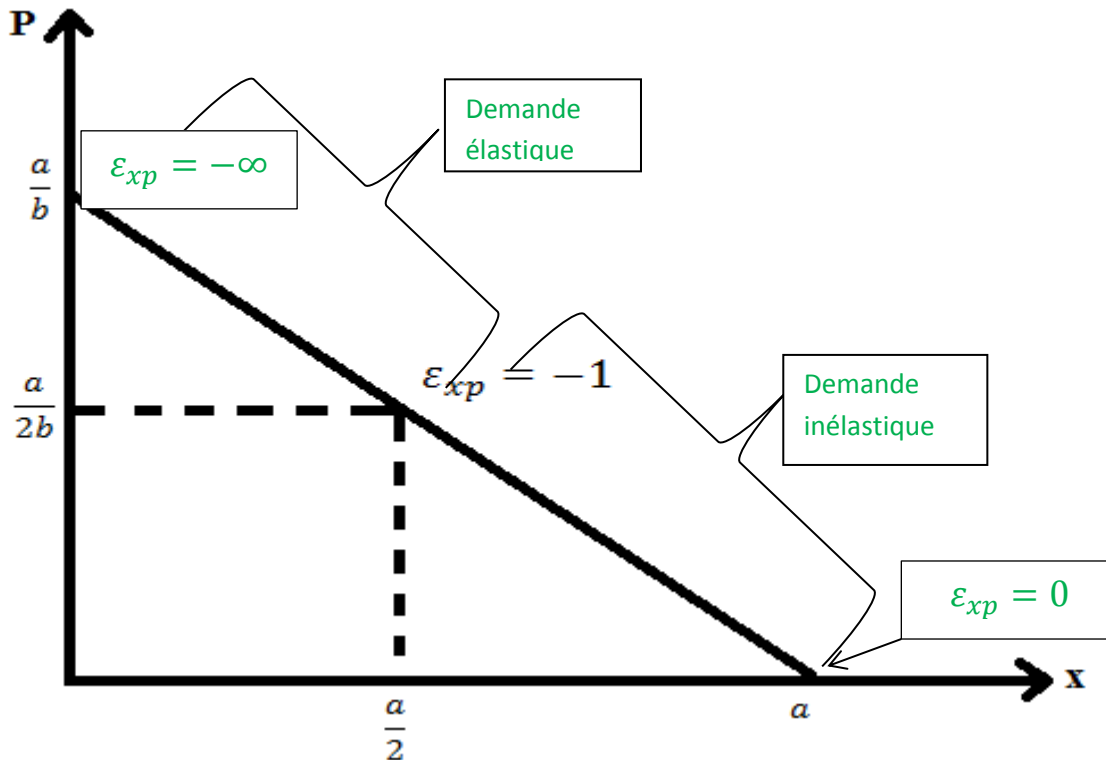 P
Demande
élastique
ε_xp = −∞
a/b
ε_xp = −1
a/2b
Demande
inélastique
ε_xp = 0
x
a/2
a